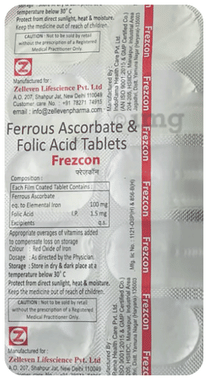 temperature below 30° C
Protect from direct sunlight, heat & moisture.
Keep the medicine out of reach of children.
CAUTION : Not to be sold by retail
without the prescription of a Registered
Medical Practitioner Only.
Manufactured for :
Zelleven Lifescience Pvt. Ltd
A.O. 207, Shahpur Jat, New Delhi 110049
Customer care No. : +91 78271 14915
email : info@zellevenpharma.com
Ferrous Ascorbate &
Folic Acid Tablets
Frezcon
फ्रेज़कॉन
Composition :
Each Film Coated Tablet Contains :
Ferrous Ascorbate
eq. to Elemental Iron 100 mg
Folic Acid I.P. 1.5 mg
Excipients q.s.
Appropriate overages of vitamins added
to compensate loss on storage
Colour : Red Oxide of Iron
Dosage : As directed by the Physician
Storage : Store in dry & dark place at a
temperature below 30° C
Protect from direct sunlight, heat & moisture.
Keep the medicine out of reach of children.
CAUTION : Not to be sold by retail
without the prescription of a Registered
Medical Practitioner Only.
Manufactured for :
Zelleven Lifescience Pvt. Ltd
A.O. 207, Shahpur Jat, New Delhi 110049
Frezcon
Frezcon
Frezcon
Frezcon
Manufactured By